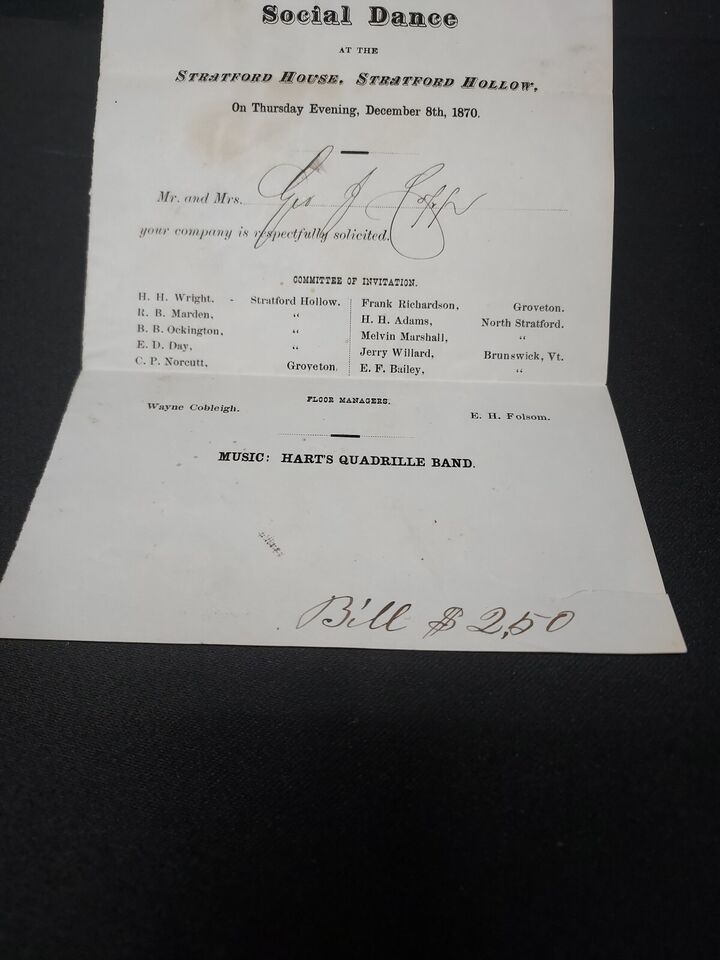 Social Dance
AT THE
STRATFORD HOUSE, STRATFORD HOLLOW,
On Thursday Evening, December 8th, 1870.
Mr. and Mrs. Geo J
your company is respectfully solicited.
COMMITTEE OF INVITATION.
H. H. Wright, - Stratford Hollow.
R. B. Marden, "
B. B. Ockington, "
E. D. Day, "
C. P. Norcutt, Groveton.
Frank Richardson, Groveton.
H. H. Adams, North Stratford.
Melvin Marshall, "
Jerry Willard, Brunswick, Vt.
E. F. Bailey, "
FLOOR MANAGERS.
Wayne Cobleigh. E. H. Folsom.
MUSIC: HART'S QUADRILLE BAND.
Bill $2,50